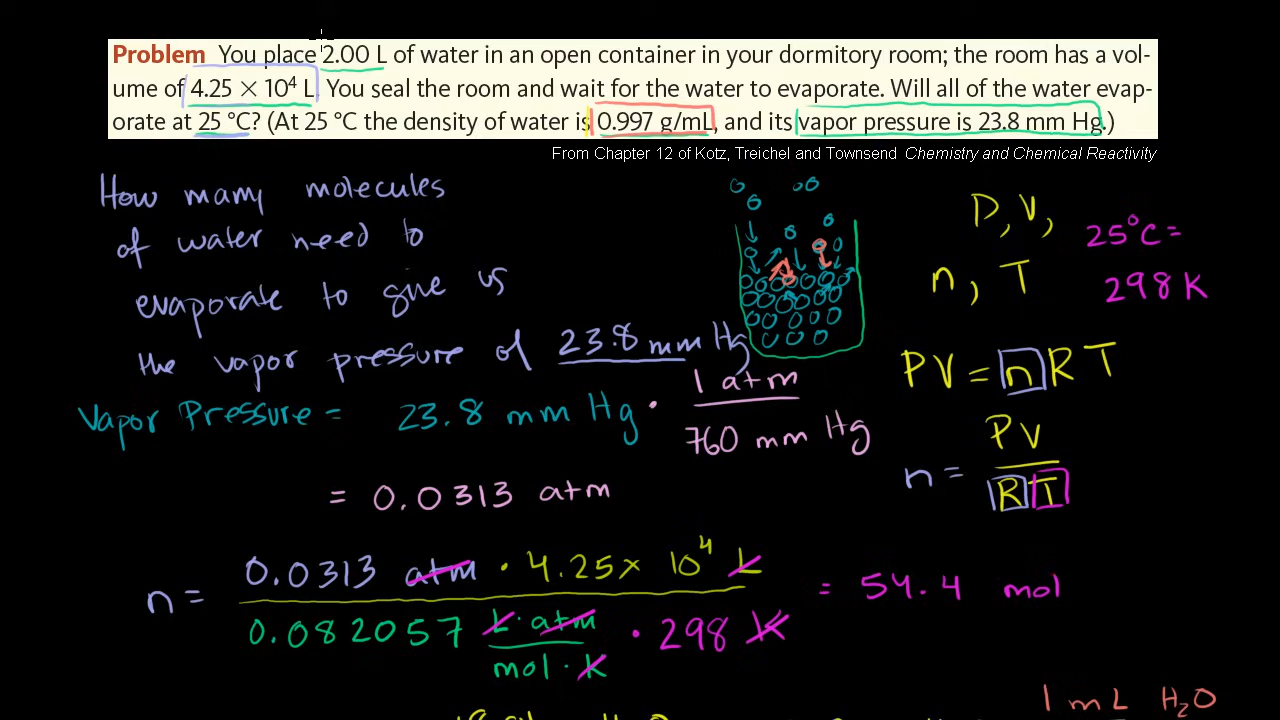 Problem You place 2.00 L of water in an open container in your dormitory room; the room has a vol-
ume of 4.25 × 10⁴ L. You seal the room and wait for the water to evaporate. Will all of the water evap-
orate at 25 °C? (At 25 °C the density of water is 0.997 g/mL, and its vapor pressure is 23.8 mm Hg.)
From Chapter 12 of Kotz, Treichel and Townsend Chemistry and Chemical Reactivity
How many molecules
of water need to
evaporate to give us
the vapor pressure of 23.8 mm Hg
P, V,
n, T
25°C =
298 K
PV = nRT
n = PV
RT
Vapor Pressure = 23.8 mm Hg · 1 atm
760 mm Hg
= 0.0313 atm
n = 0.0313 atm · 4.25 × 10⁴ L
0.082057 L · atm
mol · K
· 298 K
= 54.4 mol
1 mL H₂O